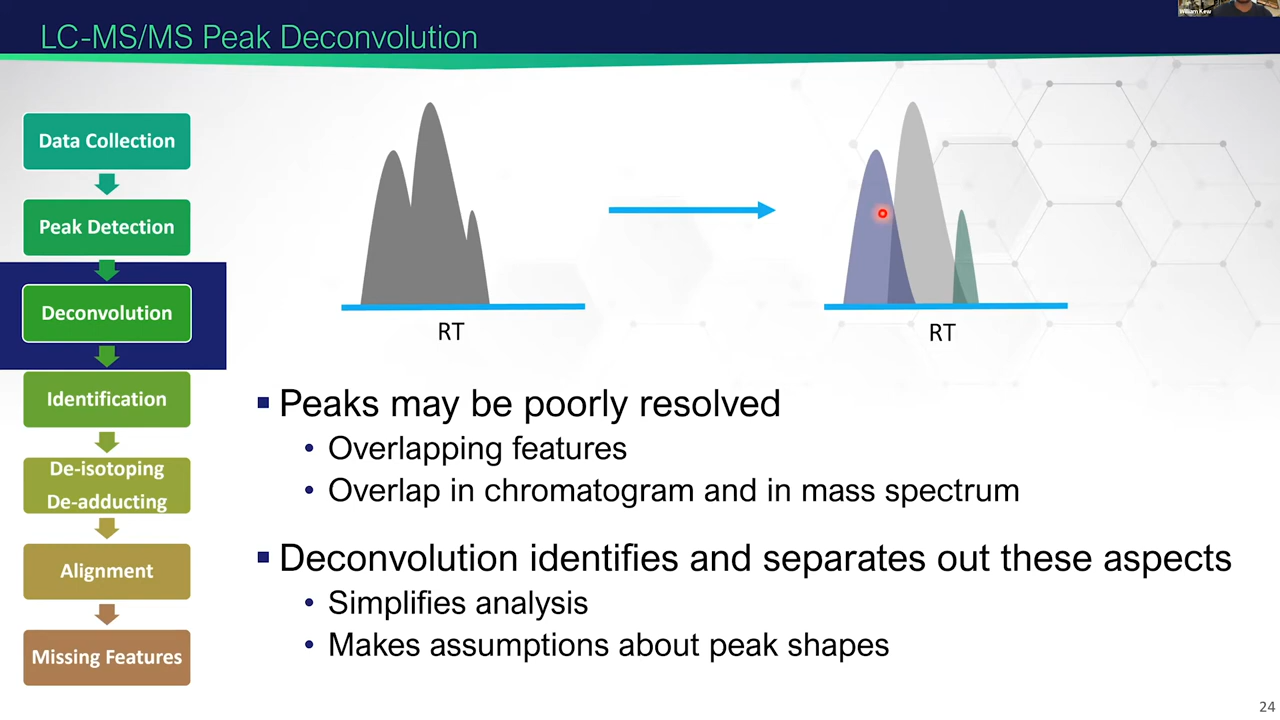 William Kew
LC-MS/MS Peak Deconvolution
Data Collection
Peak Detection
Deconvolution
Identification
De-isotoping
De-adducting
Alignment
Missing Features
RT
RT
▪ Peaks may be poorly resolved
• Overlapping features
• Overlap in chromatogram and in mass spectrum
▪ Deconvolution identifies and separates out these aspects
• Simplifies analysis
• Makes assumptions about peak shapes
24